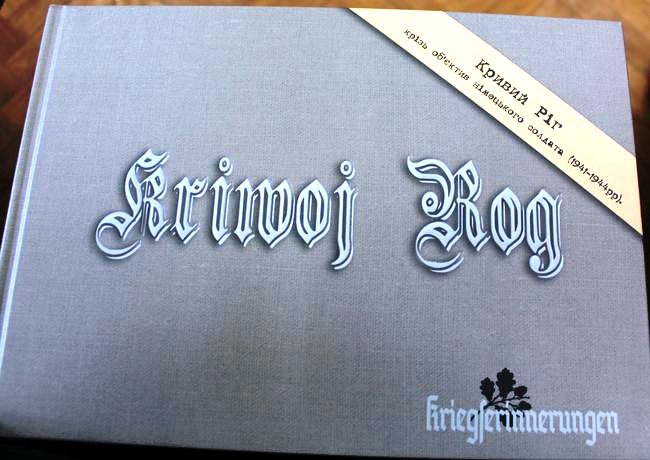 Кривий Ріг
крізь об'єктив німецького солдата (1941-1944рр).
Kriwoj Rog
kriegserinnerungen